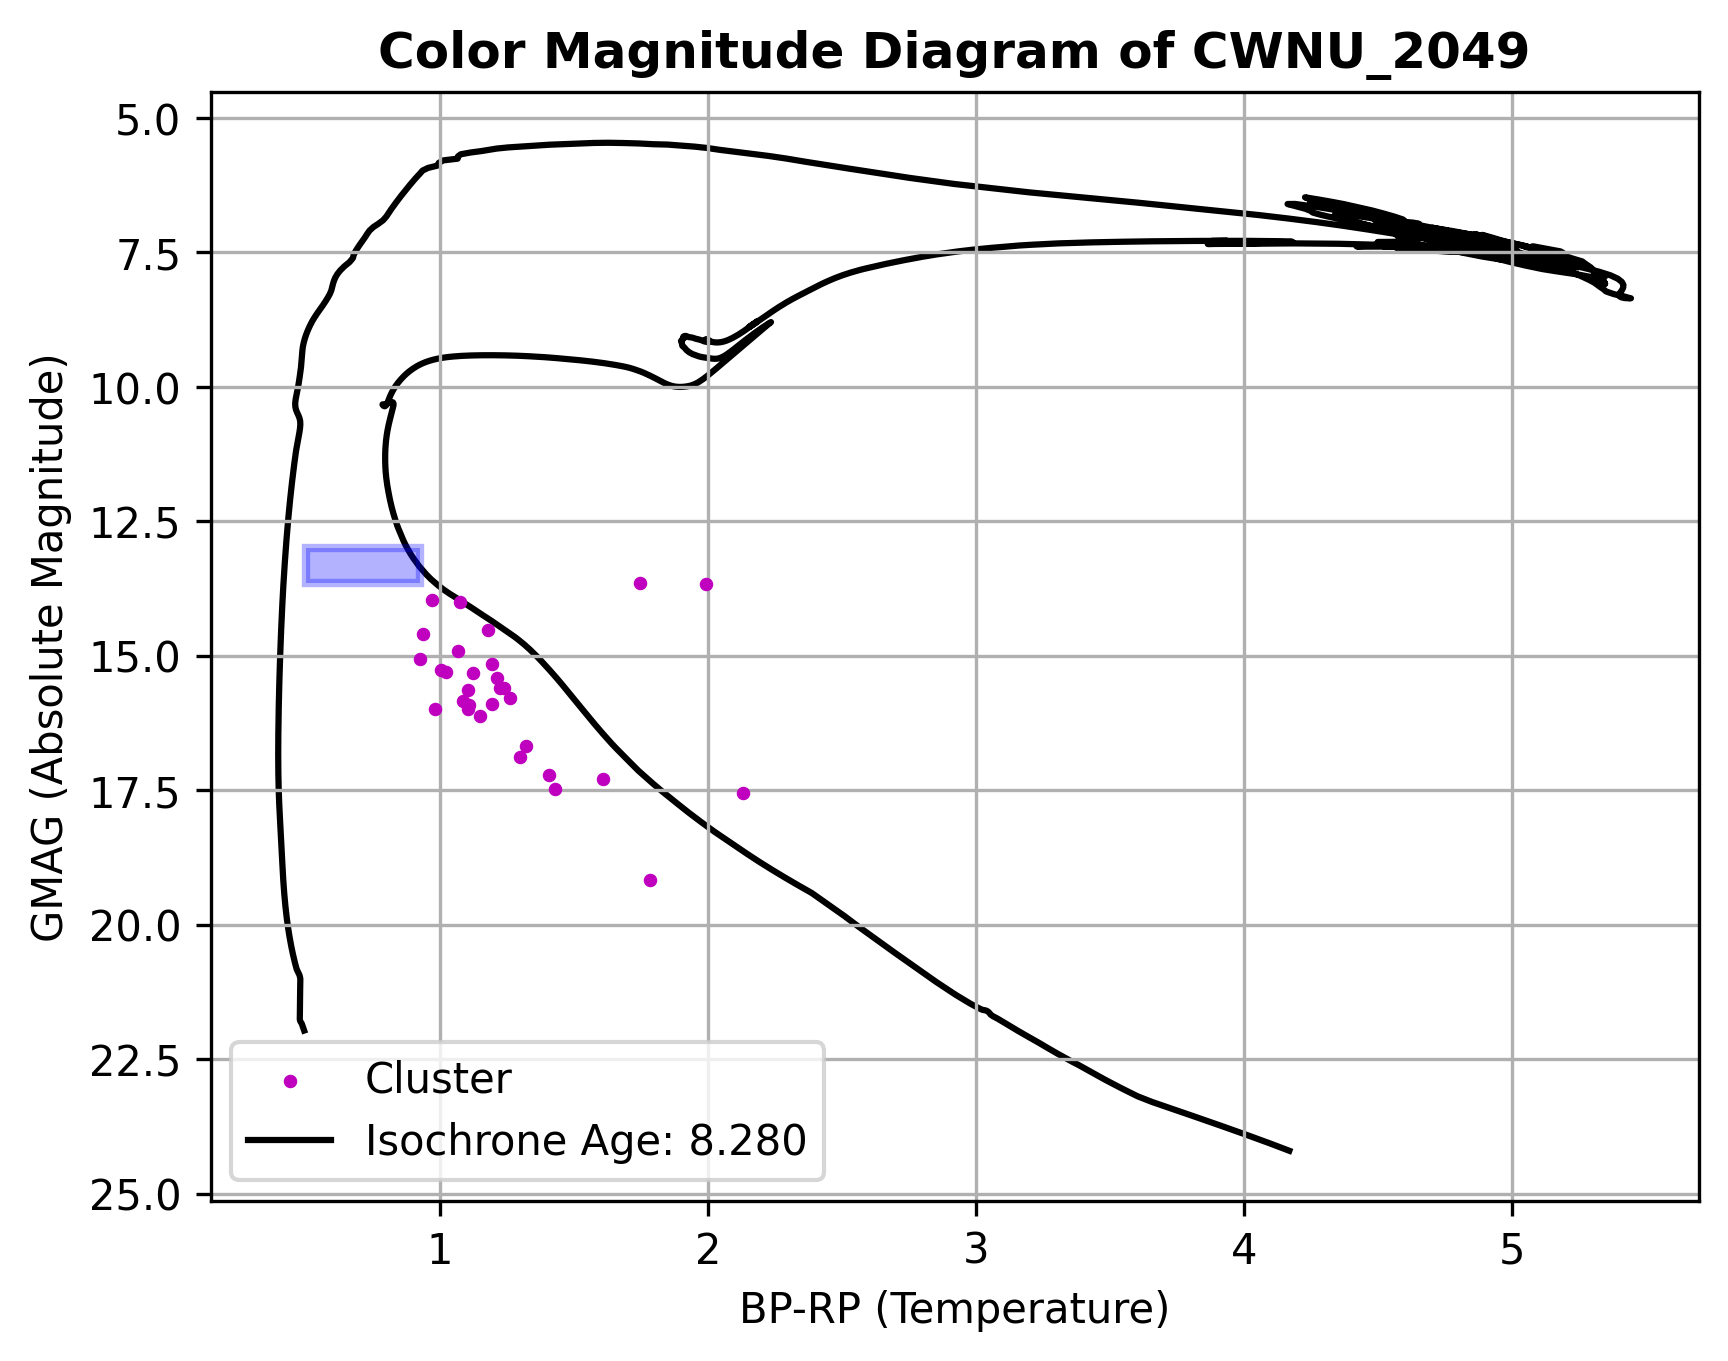 Color Magnitude Diagram of CWNU_2049
GMAG (Absolute Magnitude)
5.0
7.5
10.0
12.5
15.0
17.5
20.0
22.5
25.0
Cluster
Isochrone Age: 8.280
1 2 3 4 5
BP-RP (Temperature)